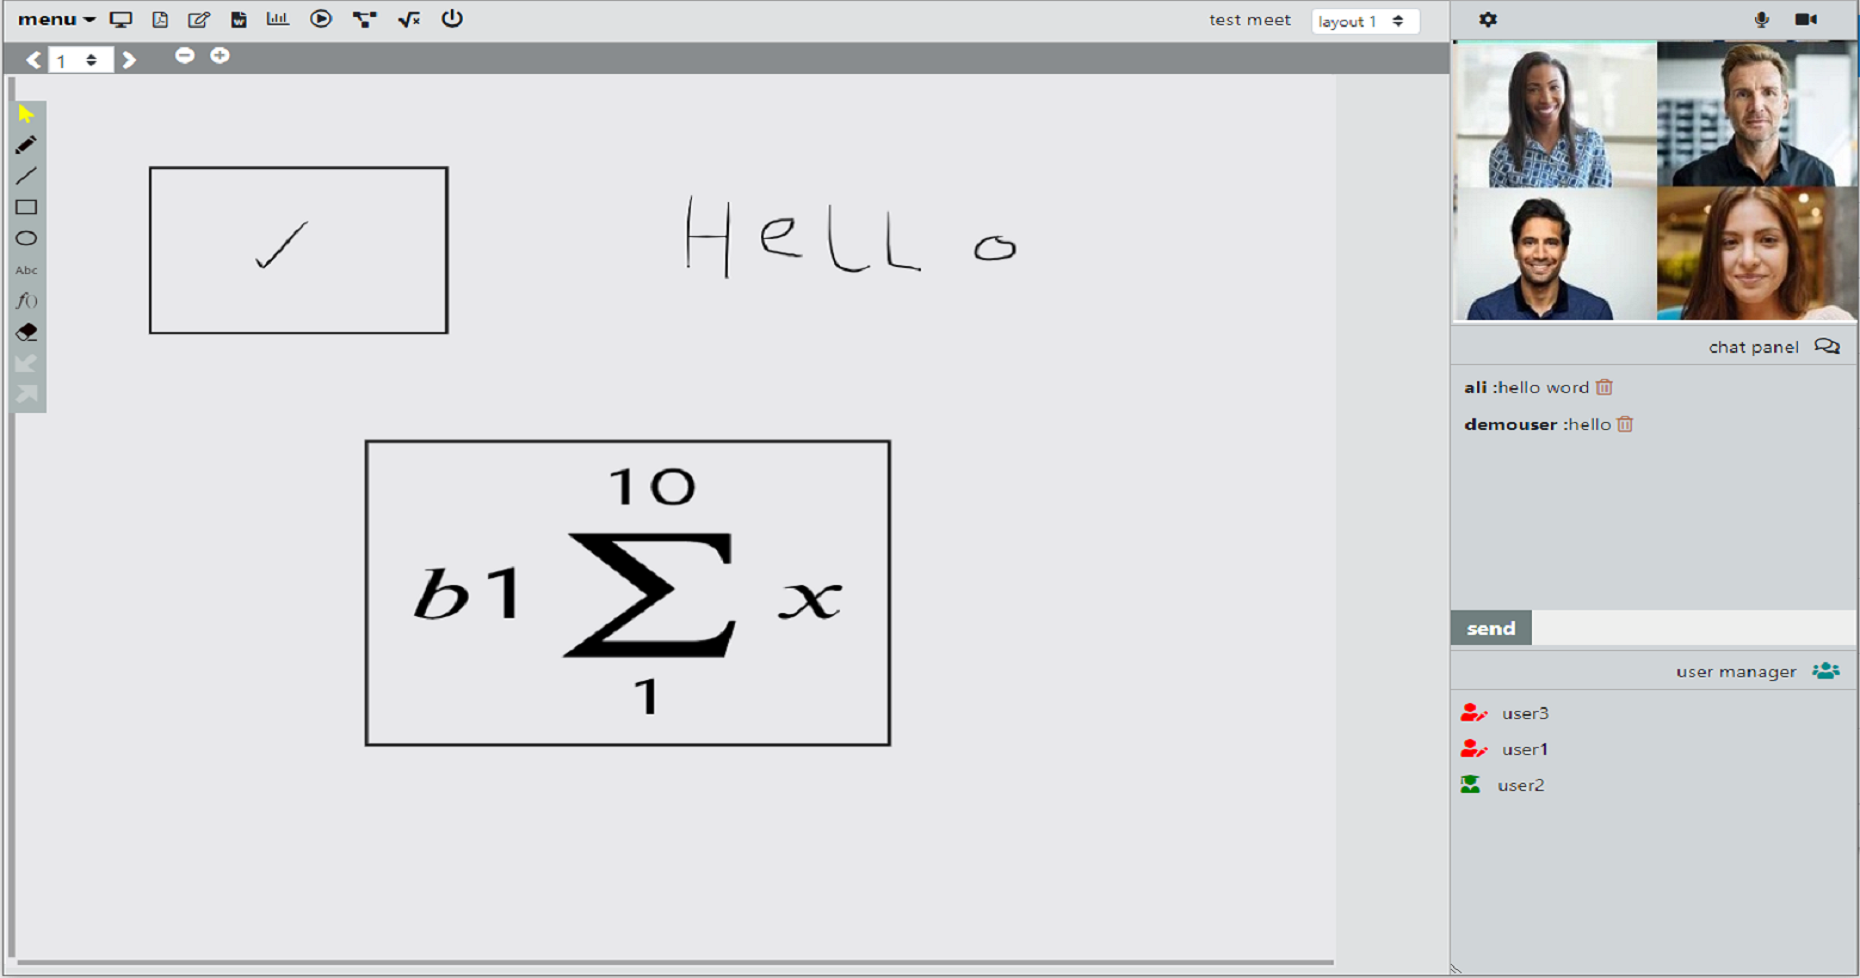 menu
test meet
layout 1
1
Abc
f()
✓
HeLLo
10
b1 ∑ x
1
chat panel
ali :hello word
demouser :hello
send
user manager
user3
user1
user2